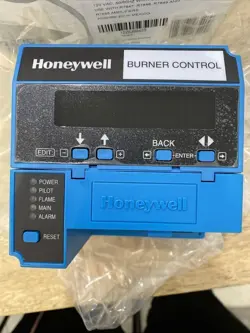 Honeywell
BURNER CONTROL
BACK
EDIT
ENTER
POWER
PILOT
FLAME
MAIN
ALARM
RESET
Honeywell